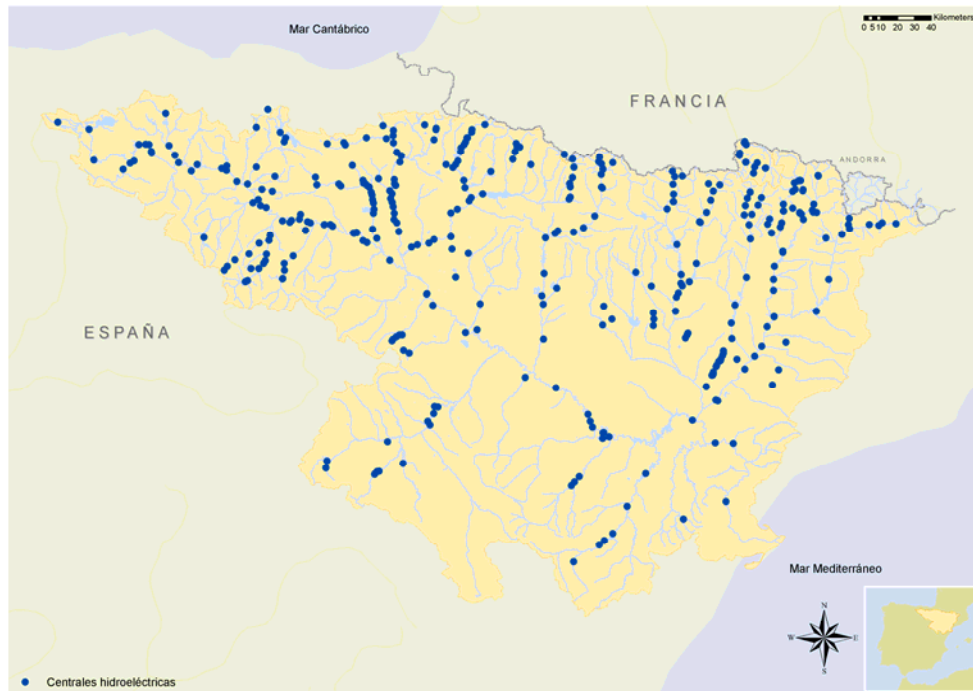 Mar Cantábrico
Kilometers
0 5 10 20 30 40
FRANCIA
ANDORRA
ESPAÑA
Mar Mediterráneo
N
W E
S
Centrales hidroeléctricas